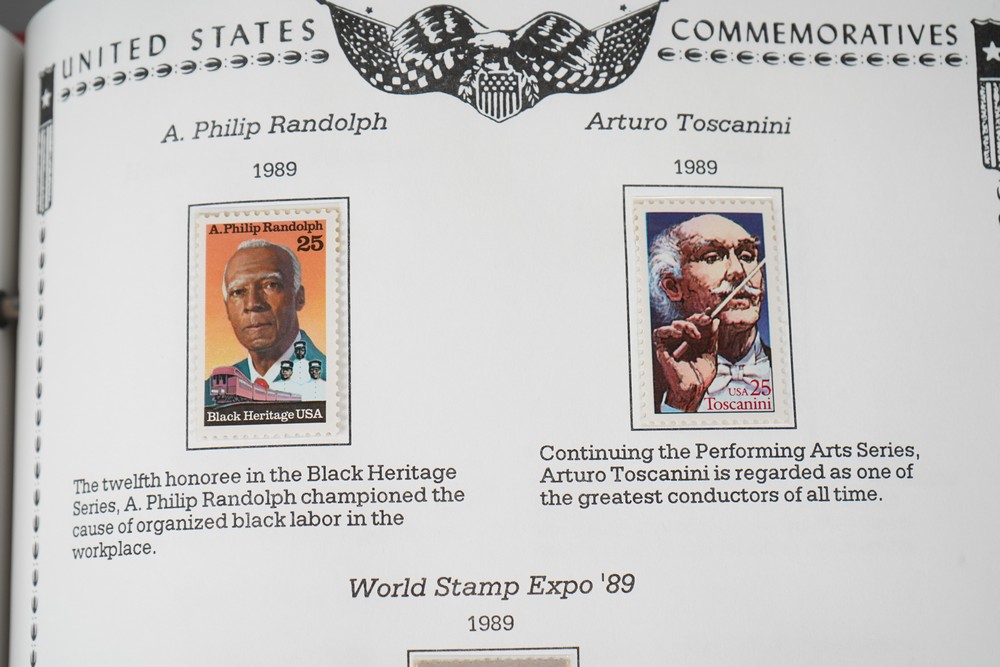 UNITED STATES
COMMEMORATIVES
A. Philip Randolph
1989
A. Philip Randolph
25
Black Heritage USA
The twelfth honoree in the Black Heritage
Series, A. Philip Randolph championed the
cause of organized black labor in the
workplace.
Arturo Toscanini
1989
USA 25
Toscanini
Continuing the Performing Arts Series,
Arturo Toscanini is regarded as one of
the greatest conductors of all time.
World Stamp Expo '89
1989